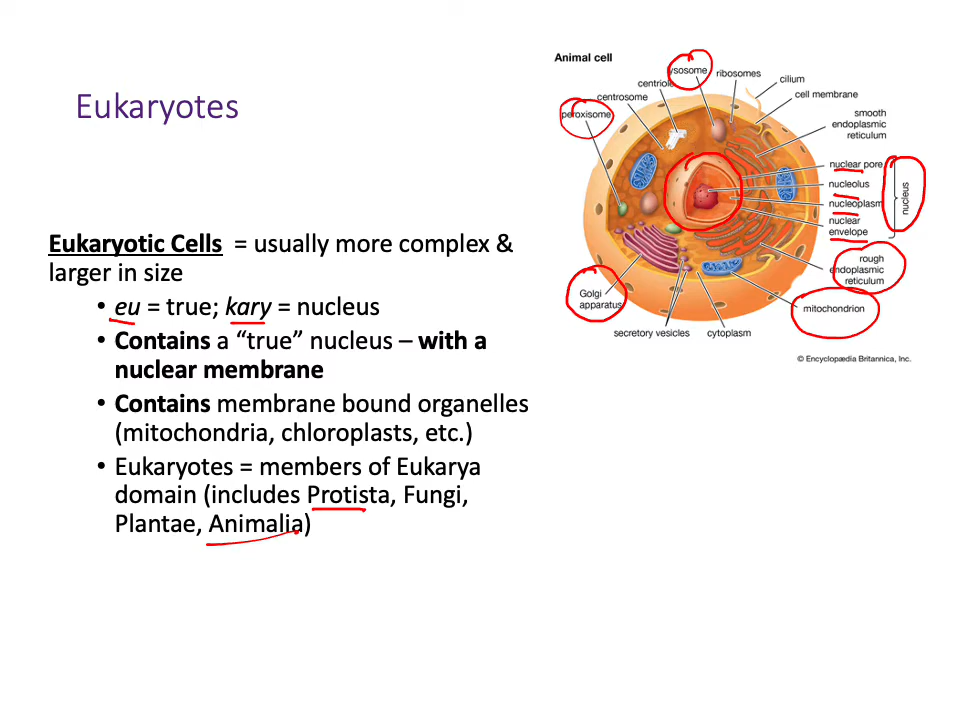 Eukaryotes
Eukaryotic Cells = usually more complex &
larger in size
• eu = true; kary = nucleus
• Contains a “true” nucleus – with a
nuclear membrane
• Contains membrane bound organelles
(mitochondria, chloroplasts, etc.)
• Eukaryotes = members of Eukarya
domain (includes Protista, Fungi,
Plantae, Animalia)
Animal cell
lysosome
ribosomes
cilium
centriole
cell membrane
centrosome
peroxisome
smooth
endoplasmic
reticulum
nuclear pore
nucleolus
nucleoplasm
nuclear
envelope
nucleus
rough
endoplasmic
reticulum
mitochondrion
Golgi
apparatus
secretory vesicles
cytoplasm
© Encyclopædia Britannica, Inc.